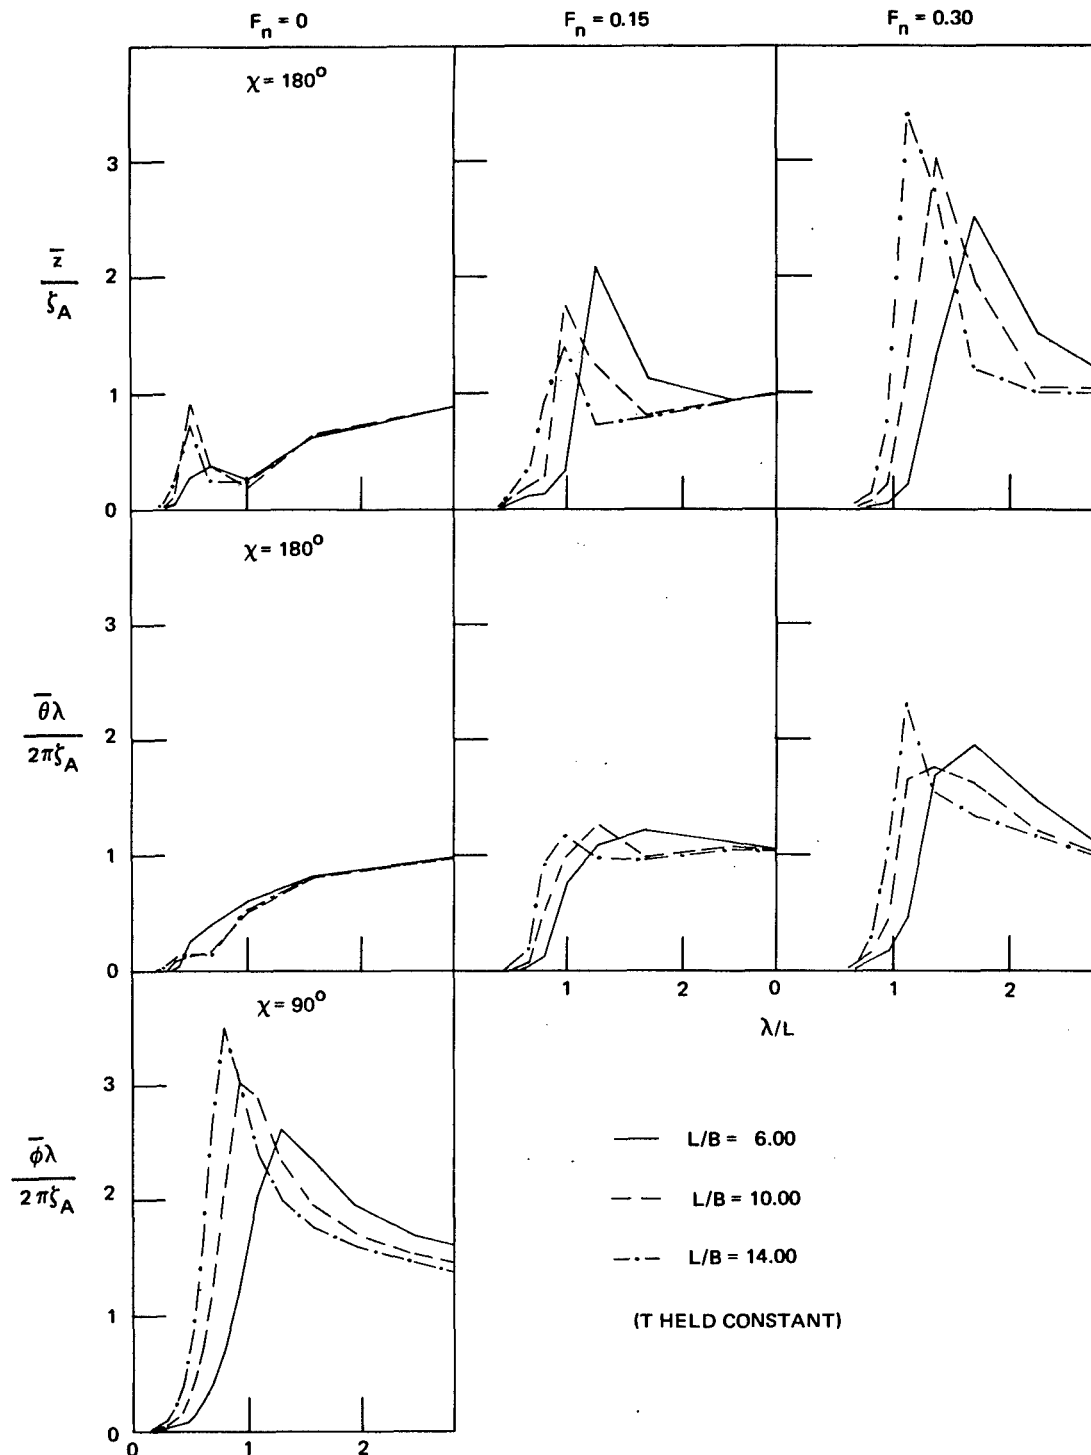 Fn = 0
Fn = 0.15
Fn = 0.30
χ = 180°
3
2
1
0
z̅
ζA
χ = 180°
3
2
1
0
θ̅λ
2πζA
1
2
0
1
2
λ/L
χ = 90°
3
2
1
0
φ̅λ
2πζA
0
1
2
L/B = 6.00
L/B = 10.00
L/B = 14.00
(T HELD CONSTANT)